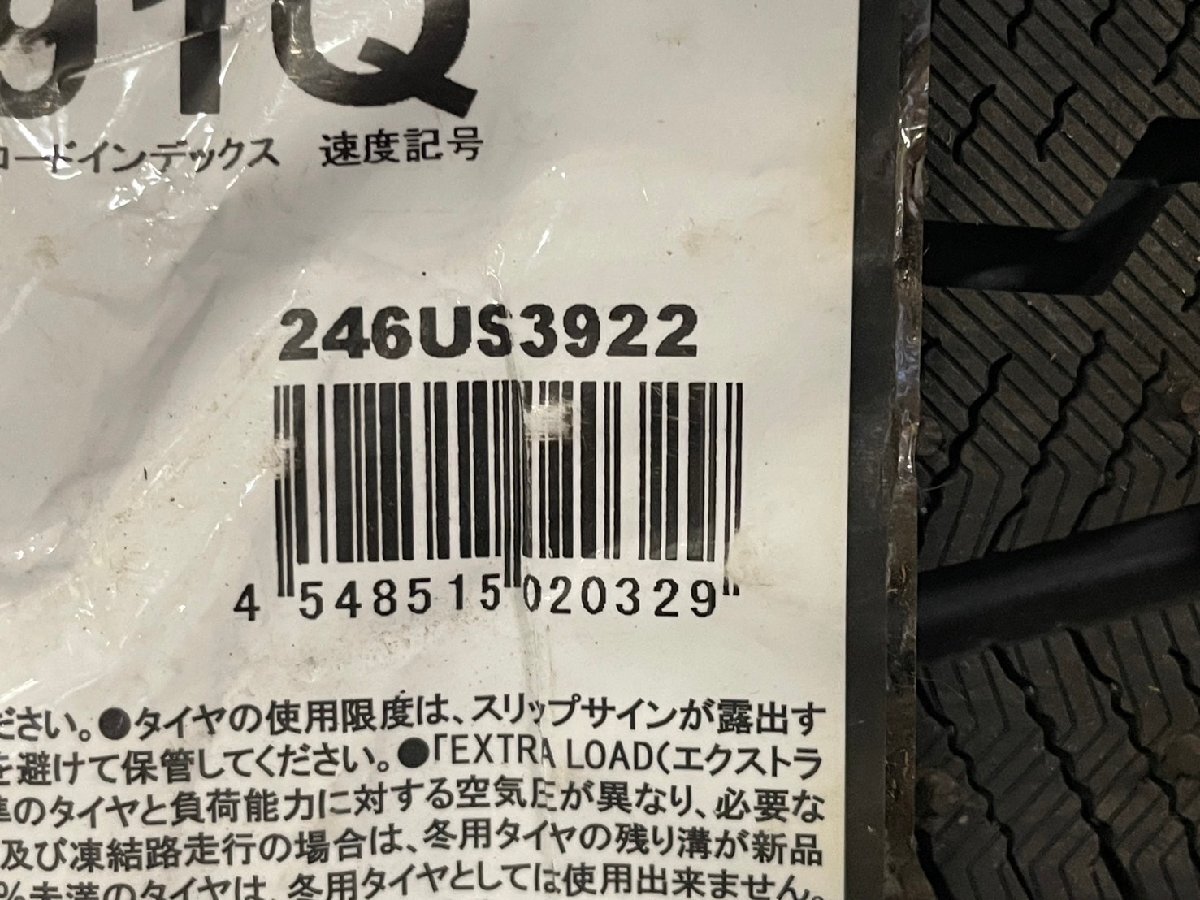 91Q
ロードインデックス 速度記号
246US3922
4 548515 020329
ださい。●タイヤの使用限度は、スリップサインが露出す
を避けて保管してください。●「EXTRA LOAD(エクストラ
準のタイヤと負荷能力に対する空気圧が異なり、必要な
及び凍結路走行の場合は、冬用タイヤの残り溝が新品
%未満のタイヤは、冬用タイヤとしては使用出来ません。